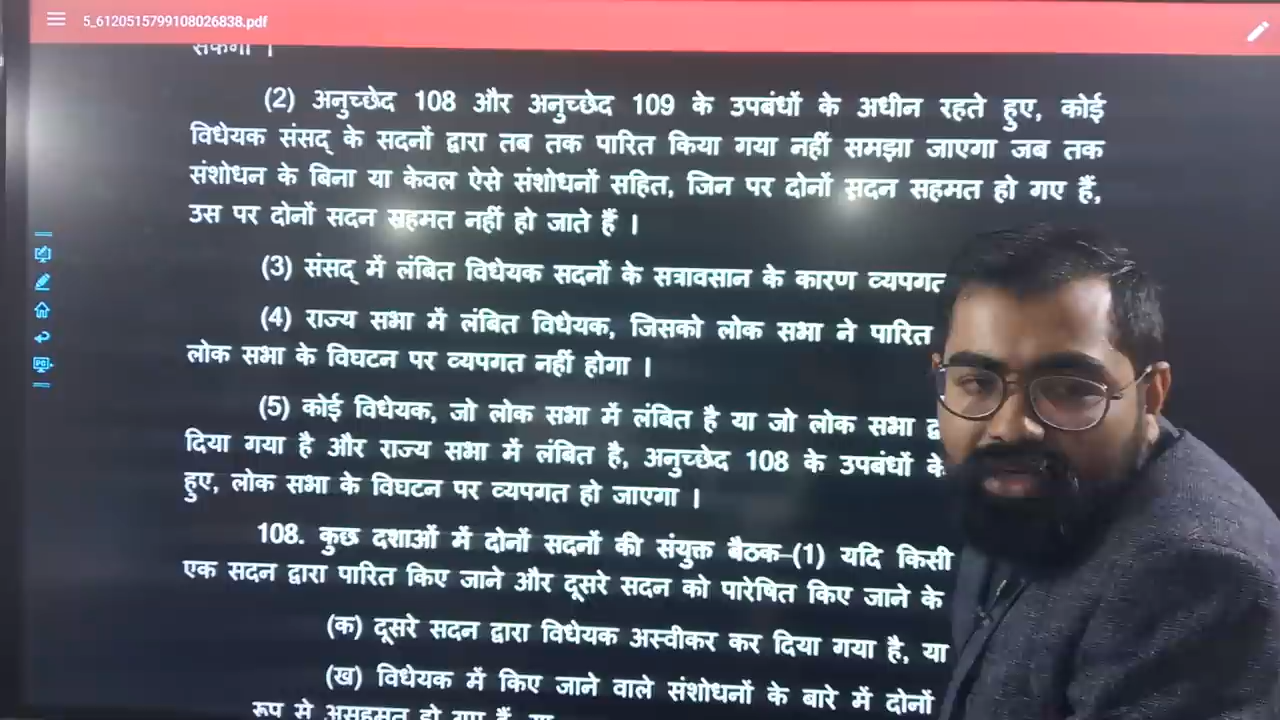 5_6120515799108026838.pdf
सकेगा ।
(2) अनुच्छेद 108 और अनुच्छेद 109 के उपबंधों के अधीन रहते हुए, कोई
विधेयक संसद् के सदनों द्वारा तब तक पारित किया गया नहीं समझा जाएगा जब तक
संशोधन के बिना या केवल ऐसे संशोधनों सहित, जिन पर दोनों सदन सहमत हो गए हैं,
उस पर दोनों सदन सहमत नहीं हो जाते हैं ।
(3) संसद् में लंबित विधेयक सदनों के सत्रावसान के कारण व्यपगत
(4) राज्य सभा में लंबित विधेयक, जिसको लोक सभा ने पारित
लोक सभा के विघटन पर व्यपगत नहीं होगा ।
(5) कोई विधेयक, जो लोक सभा में लंबित है या जो लोक सभा
दिया गया है और राज्य सभा में लंबित है, अनुच्छेद 108 के उपबंधों के
हुए, लोक सभा के विघटन पर व्यपगत हो जाएगा ।
108. कुछ दशाओं में दोनों सदनों की संयुक्त बैठक–(1) यदि किसी
एक सदन द्वारा पारित किए जाने और दूसरे सदन को पारेषित किए जाने के
(क) दूसरे सदन द्वारा विधेयक अस्वीकर कर दिया गया है, या
(ख) विधेयक में किए जाने वाले संशोधनों के बारे में दोनों
रूप से असहमत हो गए हैं, या